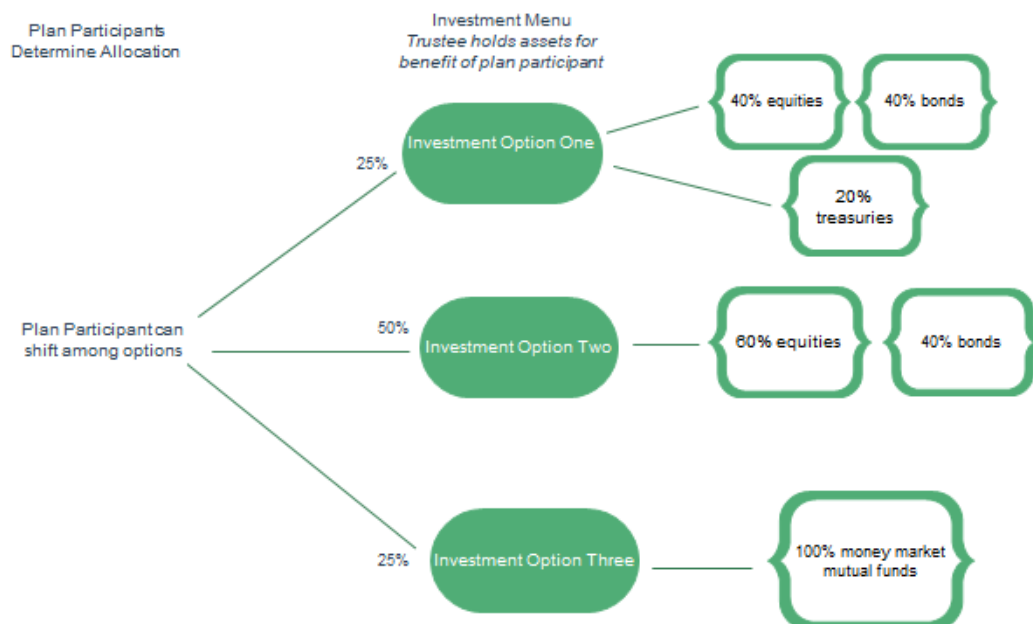 Plan Participants
Determine Allocation
Investment Menu
Trustee holds assets for
benefit of plan participant
25%
Investment Option One
40% equities
40% bonds
20%
treasuries
Plan Participant can
shift among options
50%
Investment Option Two
60% equities
40% bonds
25%
Investment Option Three
100% money market
mutual funds